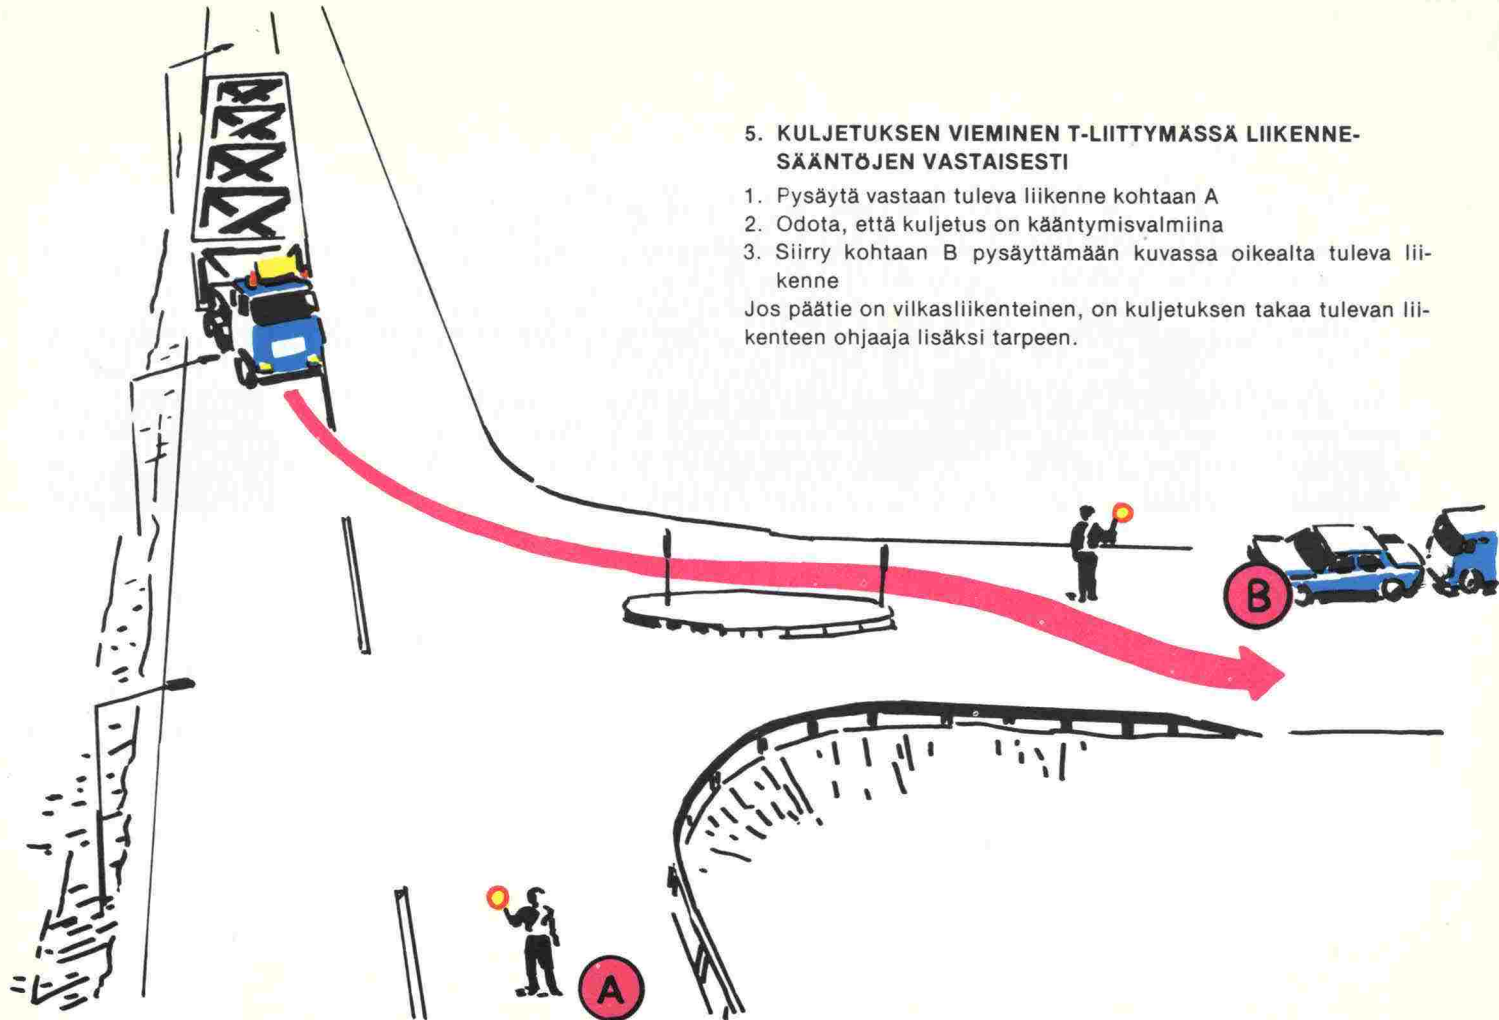 5. KULJETUKSEN VIEMINEN T-LIITTYMÄSSÄ LIIKENNE-
SÄÄNTÖJEN VASTAISESTI
1. Pysäytä vastaan tuleva liikenne kohtaan A
2. Odota, että kuljetus on kääntymisvalmiina
3. Siirry kohtaan B pysäyttämään kuvassa oikealta tuleva lii-
kenne
Jos päätie on vilkasliikenteinen, on kuljetuksen takaa tulevan lii-
kenteen ohjaaja lisäksi tarpeen.
B
A